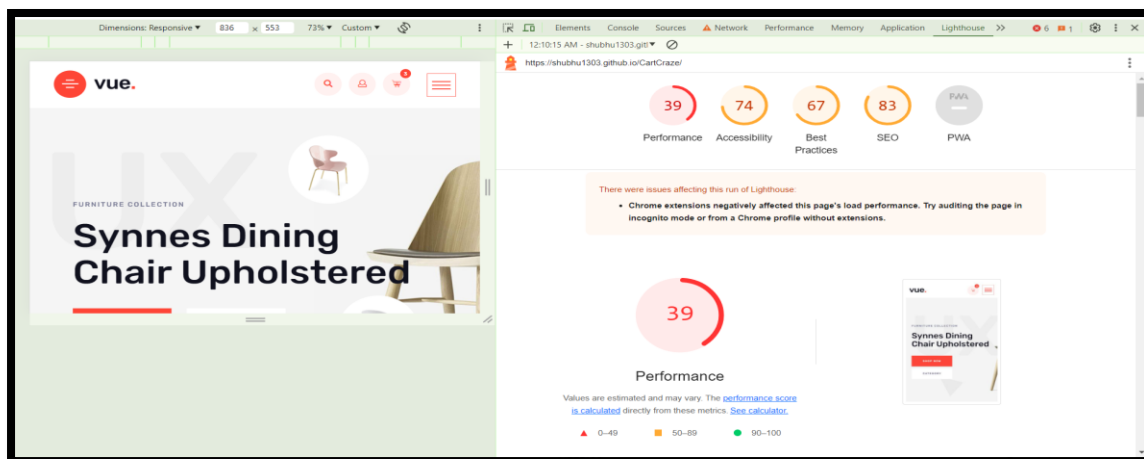 Dimensions: Responsive ▼ 836 × 553 73% ▼ Custom ▼
Elements Console Sources Network Performance Memory Application Lighthouse >> 6 1
12:10:15 AM - shubhu1303.gitl▼
https://shubhu1303.github.io/CartCraze/
vue.
3
UX
FURNITURE COLLECTION
Synnes Dining
Chair Upholstered
39 74 67 83 PWA
Performance Accessibility Best Practices SEO PWA
There were issues affecting this run of Lighthouse:
• Chrome extensions negatively affected this page's load performance. Try auditing the page in
incognito mode or from a Chrome profile without extensions.
39
Performance
Values are estimated and may vary. The performance score
is calculated directly from these metrics. See calculator.
0–49 50–89 90–100
vue.
Synnes Dining
Chair Upholstered